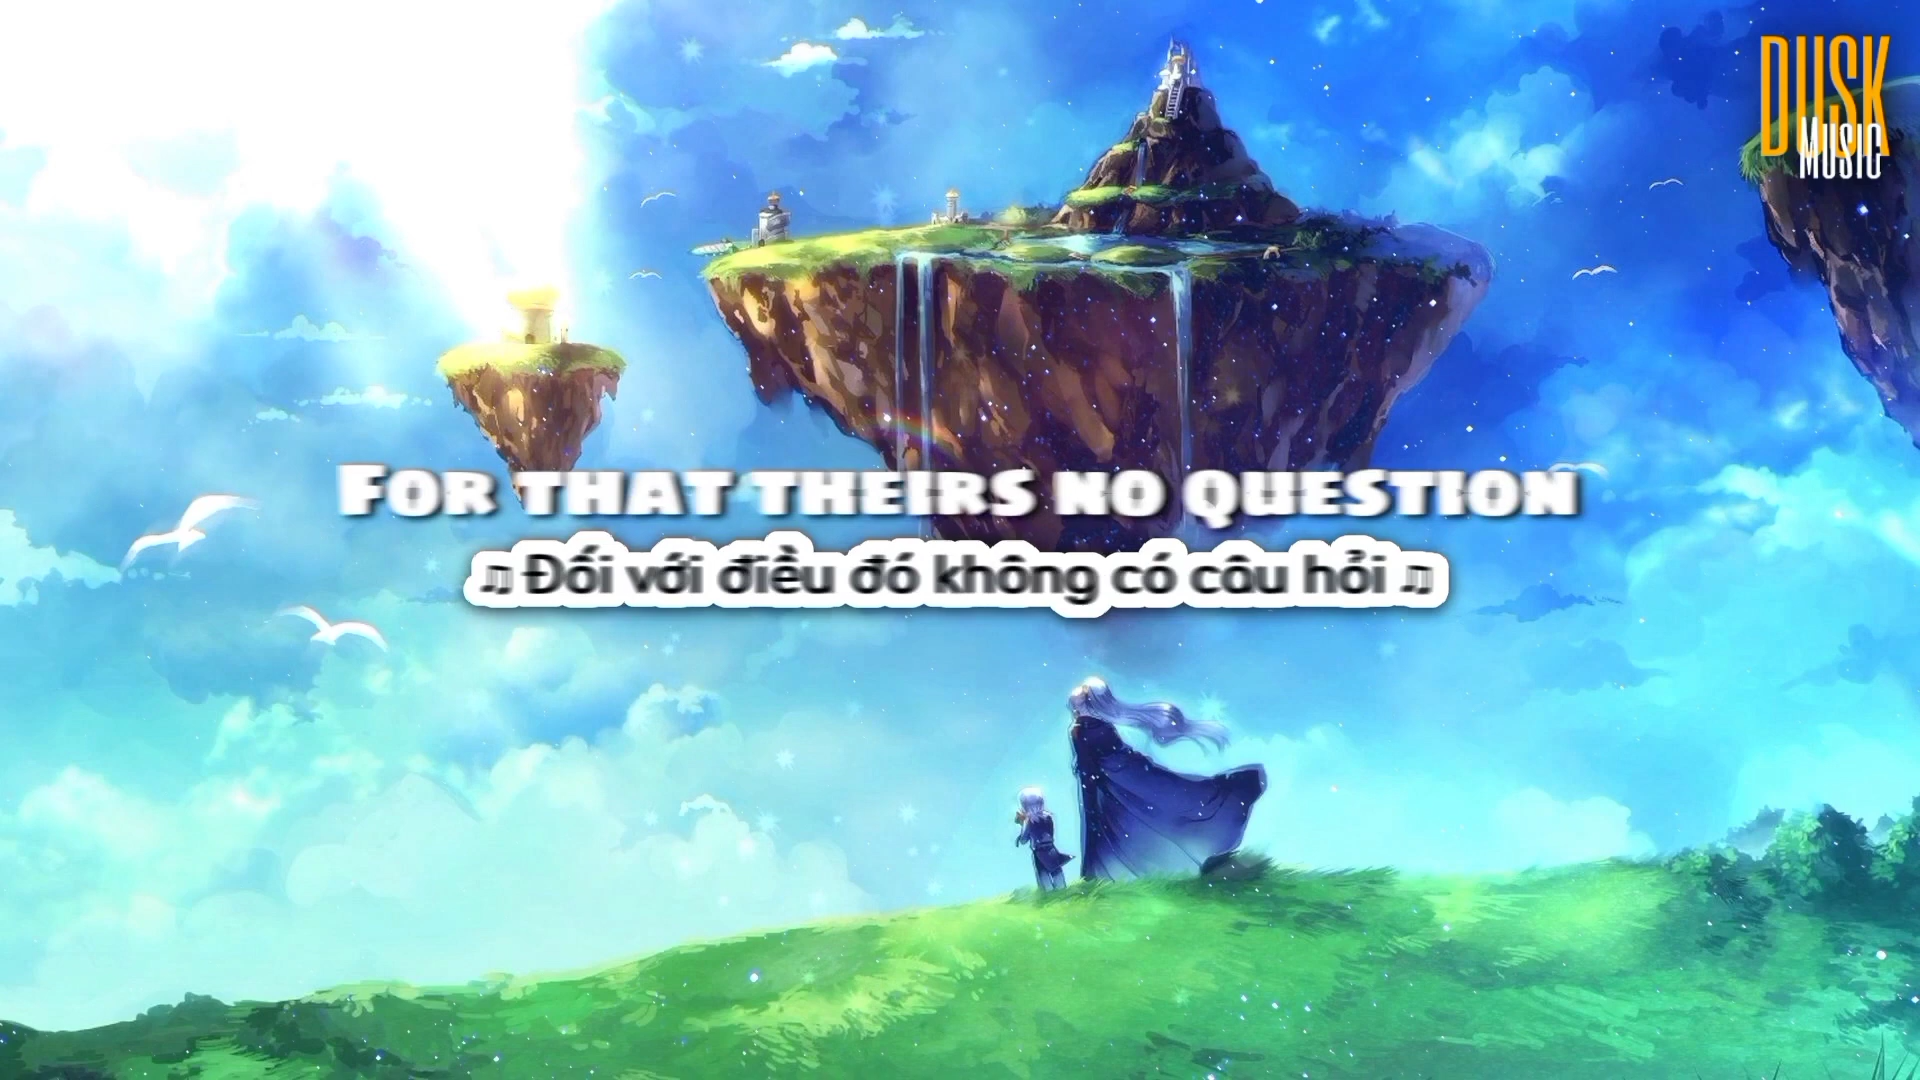 DUSK
MUSIC
FOR THAT THEIRS NO QUESTION
♫ Đối với điều đó không có câu hỏi ♫